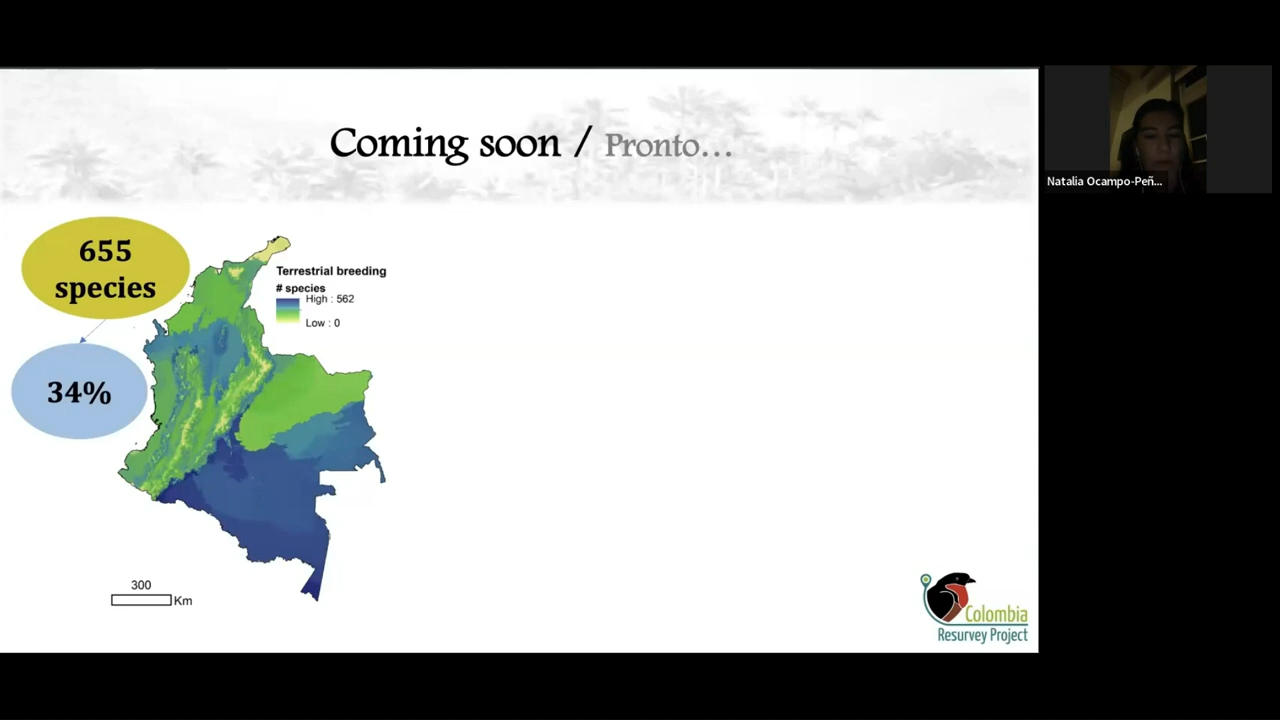 Coming soon / Pronto...
655
species
34%
Terrestrial breeding
# species
High : 562
Low : 0
300
Km
Colombia
Resurvey Project
Natalia Ocampo-Peñ...